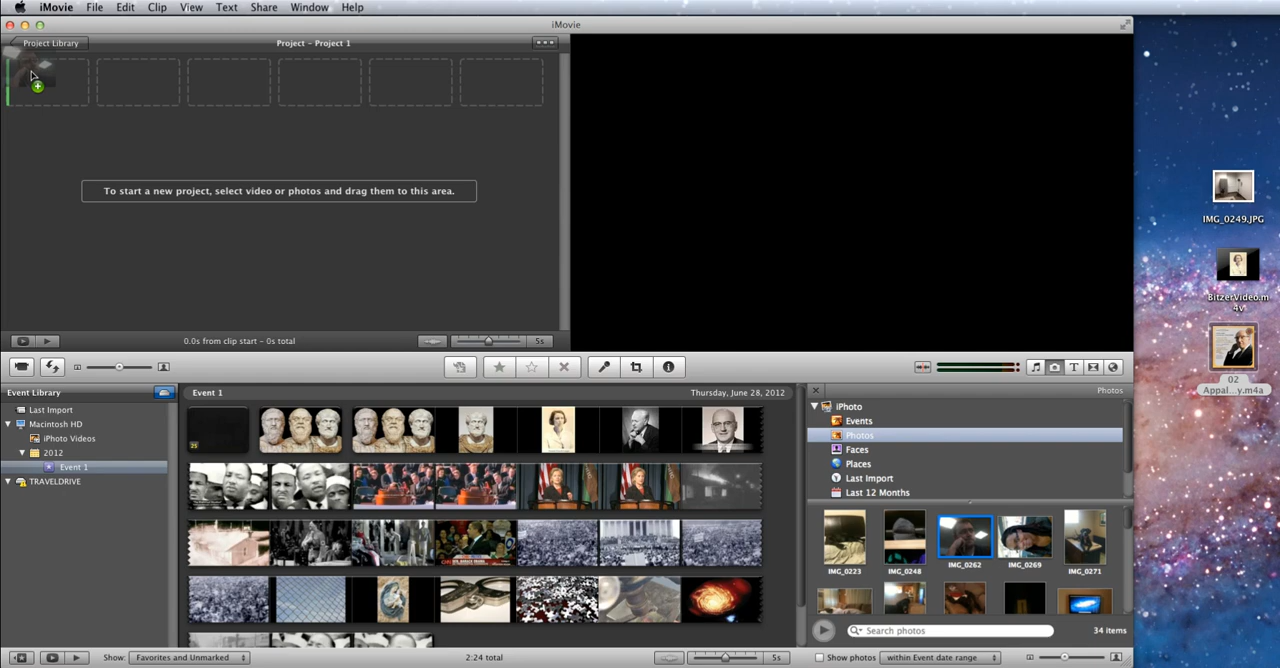 iMovie File Edit Clip View Text Share Window Help
iMovie
Project Library
Project - Project 1
To start a new project, select video or photos and drag them to this area.
0.0s from clip start - 0s total
5s
Event Library
Last Import
Macintosh HD
iPhoto Videos
2012
Event 1
TRAVELDRIVE
Event 1
Thursday, June 28, 2012
Photos
iPhoto
Events
Photos
Faces
Places
Last Import
Last 12 Months
IMG_0223 IMG_0248 IMG_0262 IMG_0269 IMG_0271
Search photos
34 items
Show: Favorites and Unmarked
2:24 total
5s
Show photos within Event date range
IMG_0249.JPG
BitzerVideo.m
4v
02
Appal...y.m4a